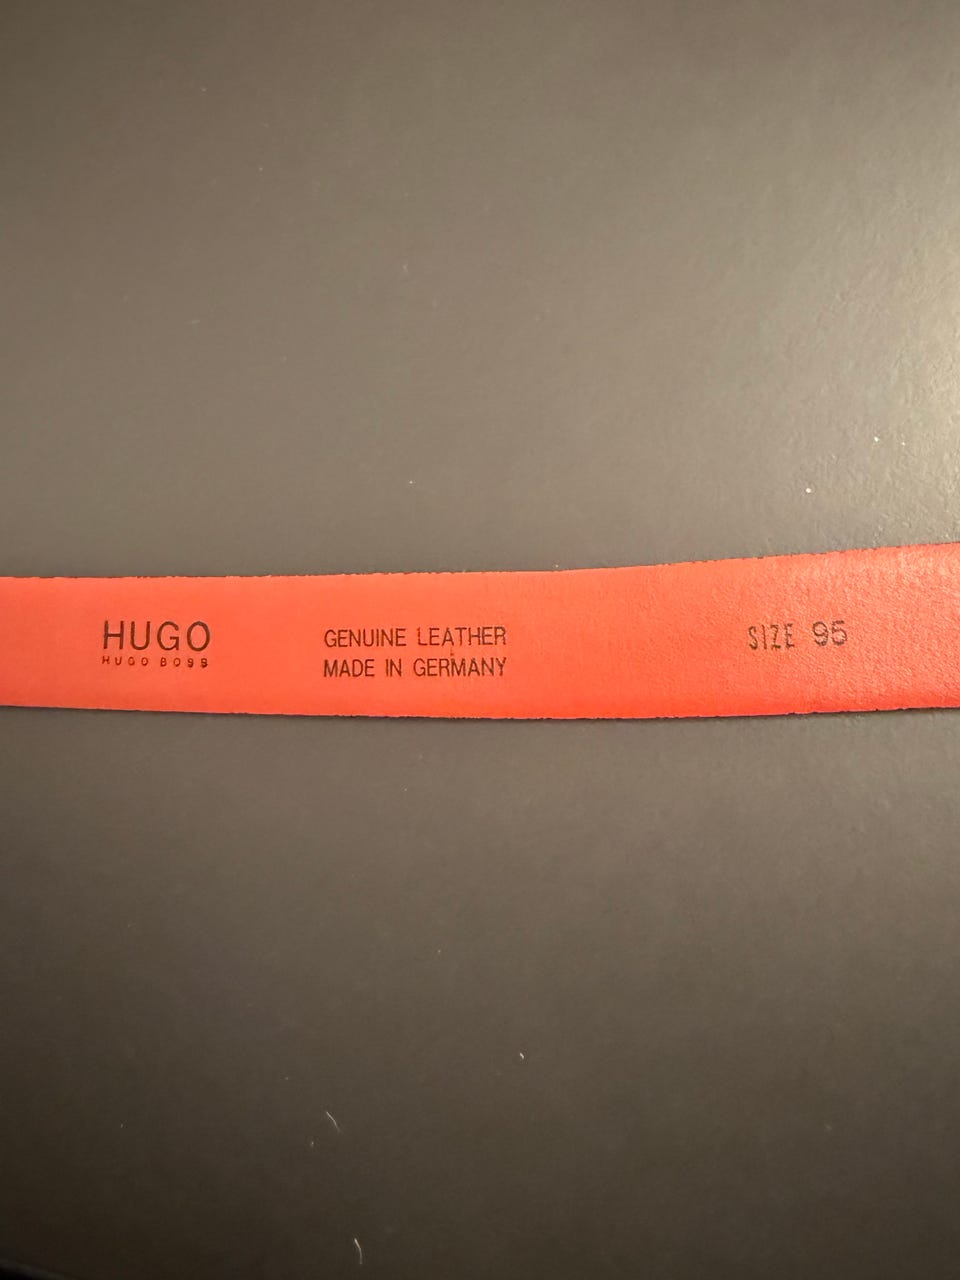 HUGO
HUGO BOSS
GENUINE LEATHER
MADE IN GERMANY
SIZE 95